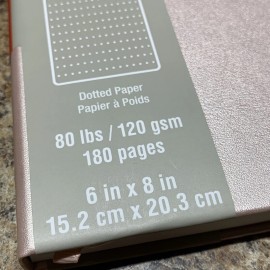 Dotted Paper
Papier à Poids
80 lbs / 120 gsm
180 pages
6 in x 8 in
15.2 cm x 20.3 cm